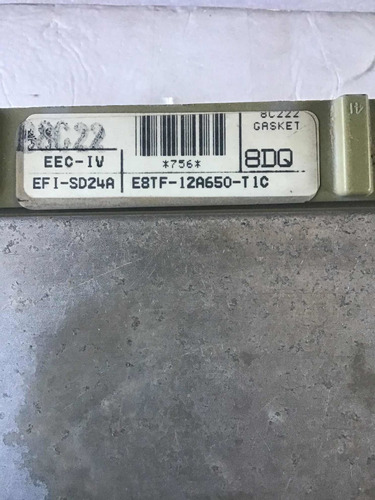 8C22
8C222
GASKET
EEC-IV
*756*
8DQ
EFI-SD24A
E8TF-12A650-T1C